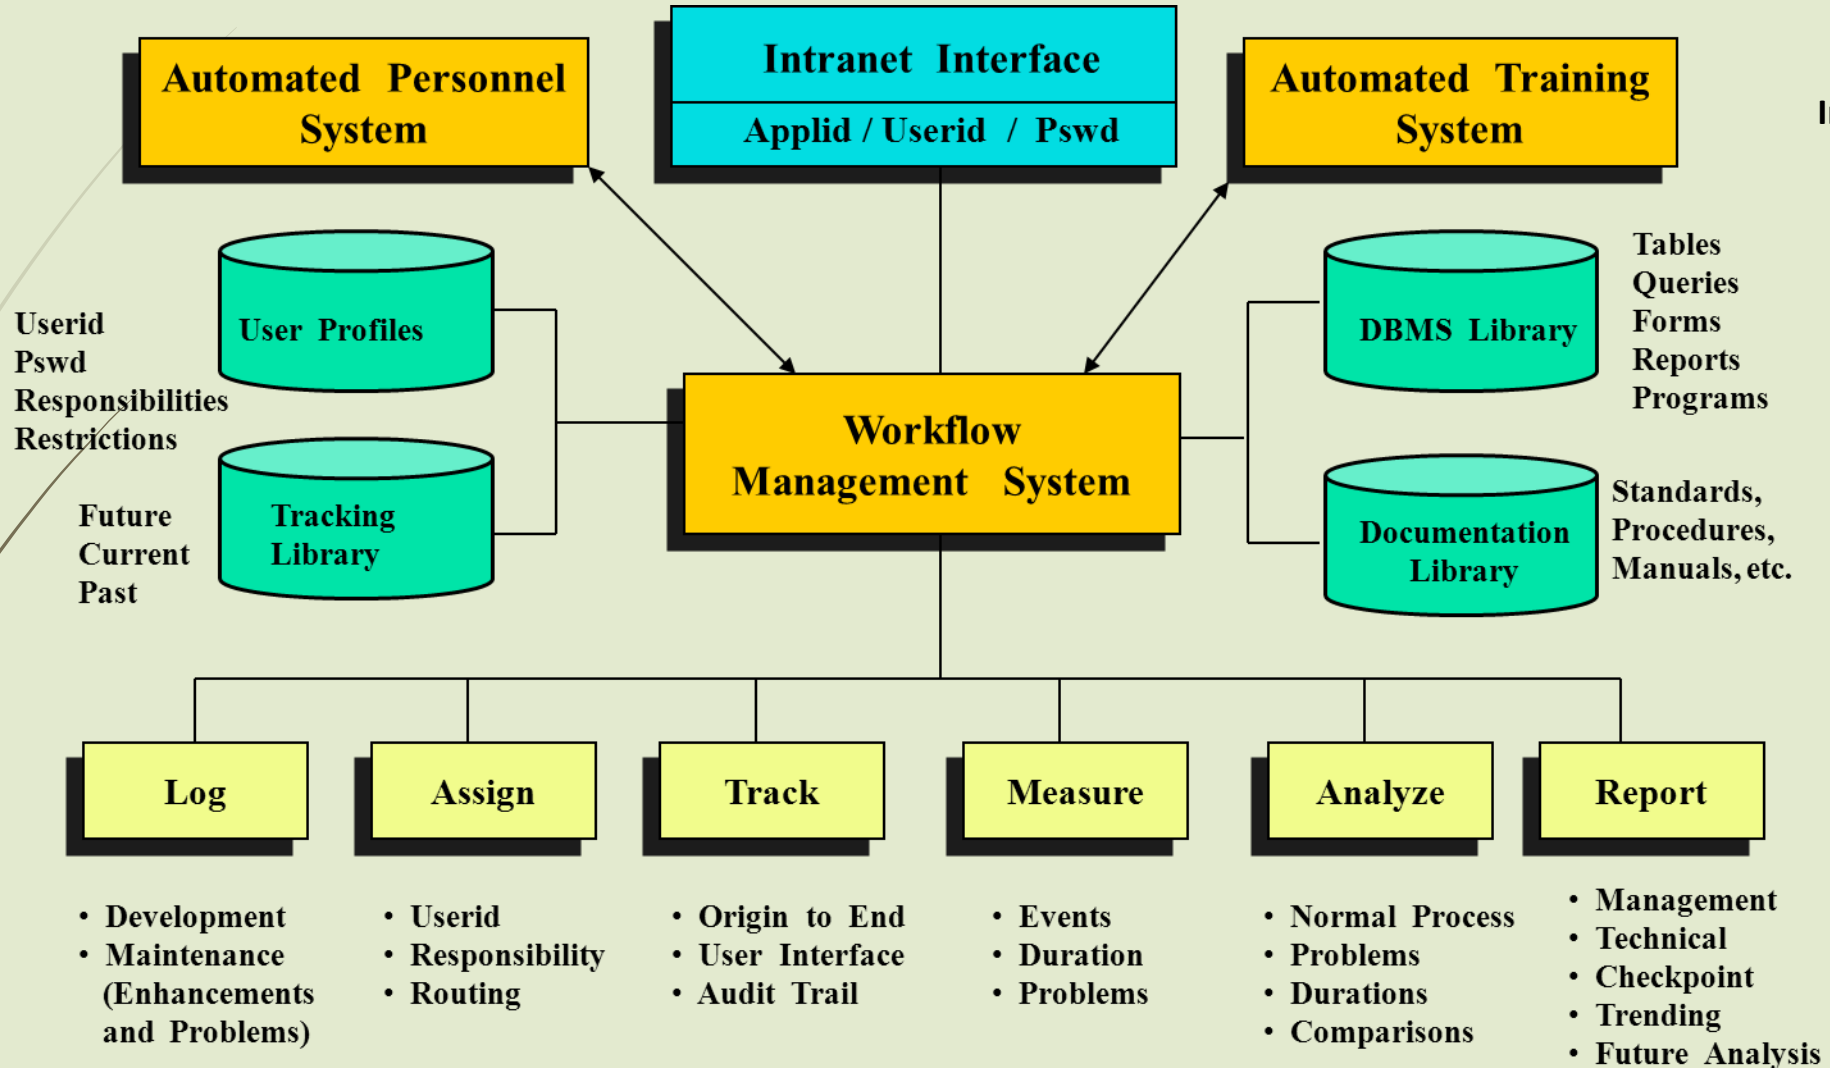 Automated Personnel
System
Intranet Interface
Applid / Userid / Pswd
Automated Training
System
Userid
Pswd
Responsibilities
Restrictions
User Profiles
Future
Current
Past
Tracking
Library
Workflow
Management System
DBMS Library
Tables
Queries
Forms
Reports
Programs
Documentation
Library
Standards,
Procedures,
Manuals, etc.
Log
• Development
• Maintenance
(Enhancements
and Problems)
Assign
• Userid
• Responsibility
• Routing
Track
• Origin to End
• User Interface
• Audit Trail
Measure
• Events
• Duration
• Problems
Analyze
• Normal Process
• Problems
• Durations
• Comparisons
Report
• Management
• Technical
• Checkpoint
• Trending
• Future Analysis